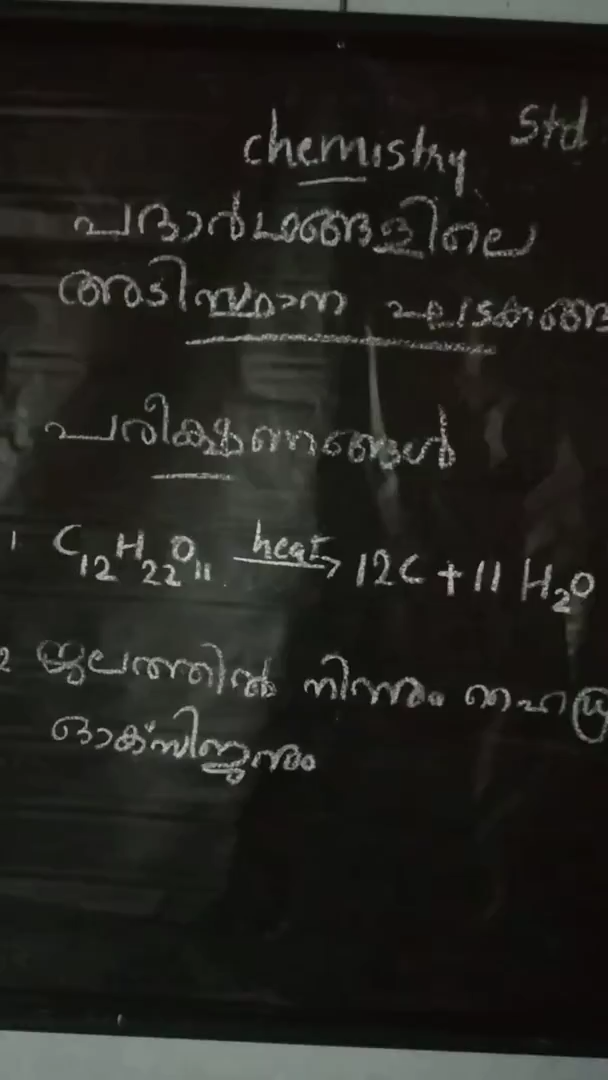 Std
chemistry
പദാർഥങ്ങളിലെ
അടിസ്ഥാന ഘടകങ്ങ
പരീക്ഷണങ്ങൾ
1 C₁₂H₂₂O₁₁ heat→ 12C + 11 H₂O
2 ജലത്തിൽ നിന്നും ഹൈഡ്ര
ഓക്സിജനും